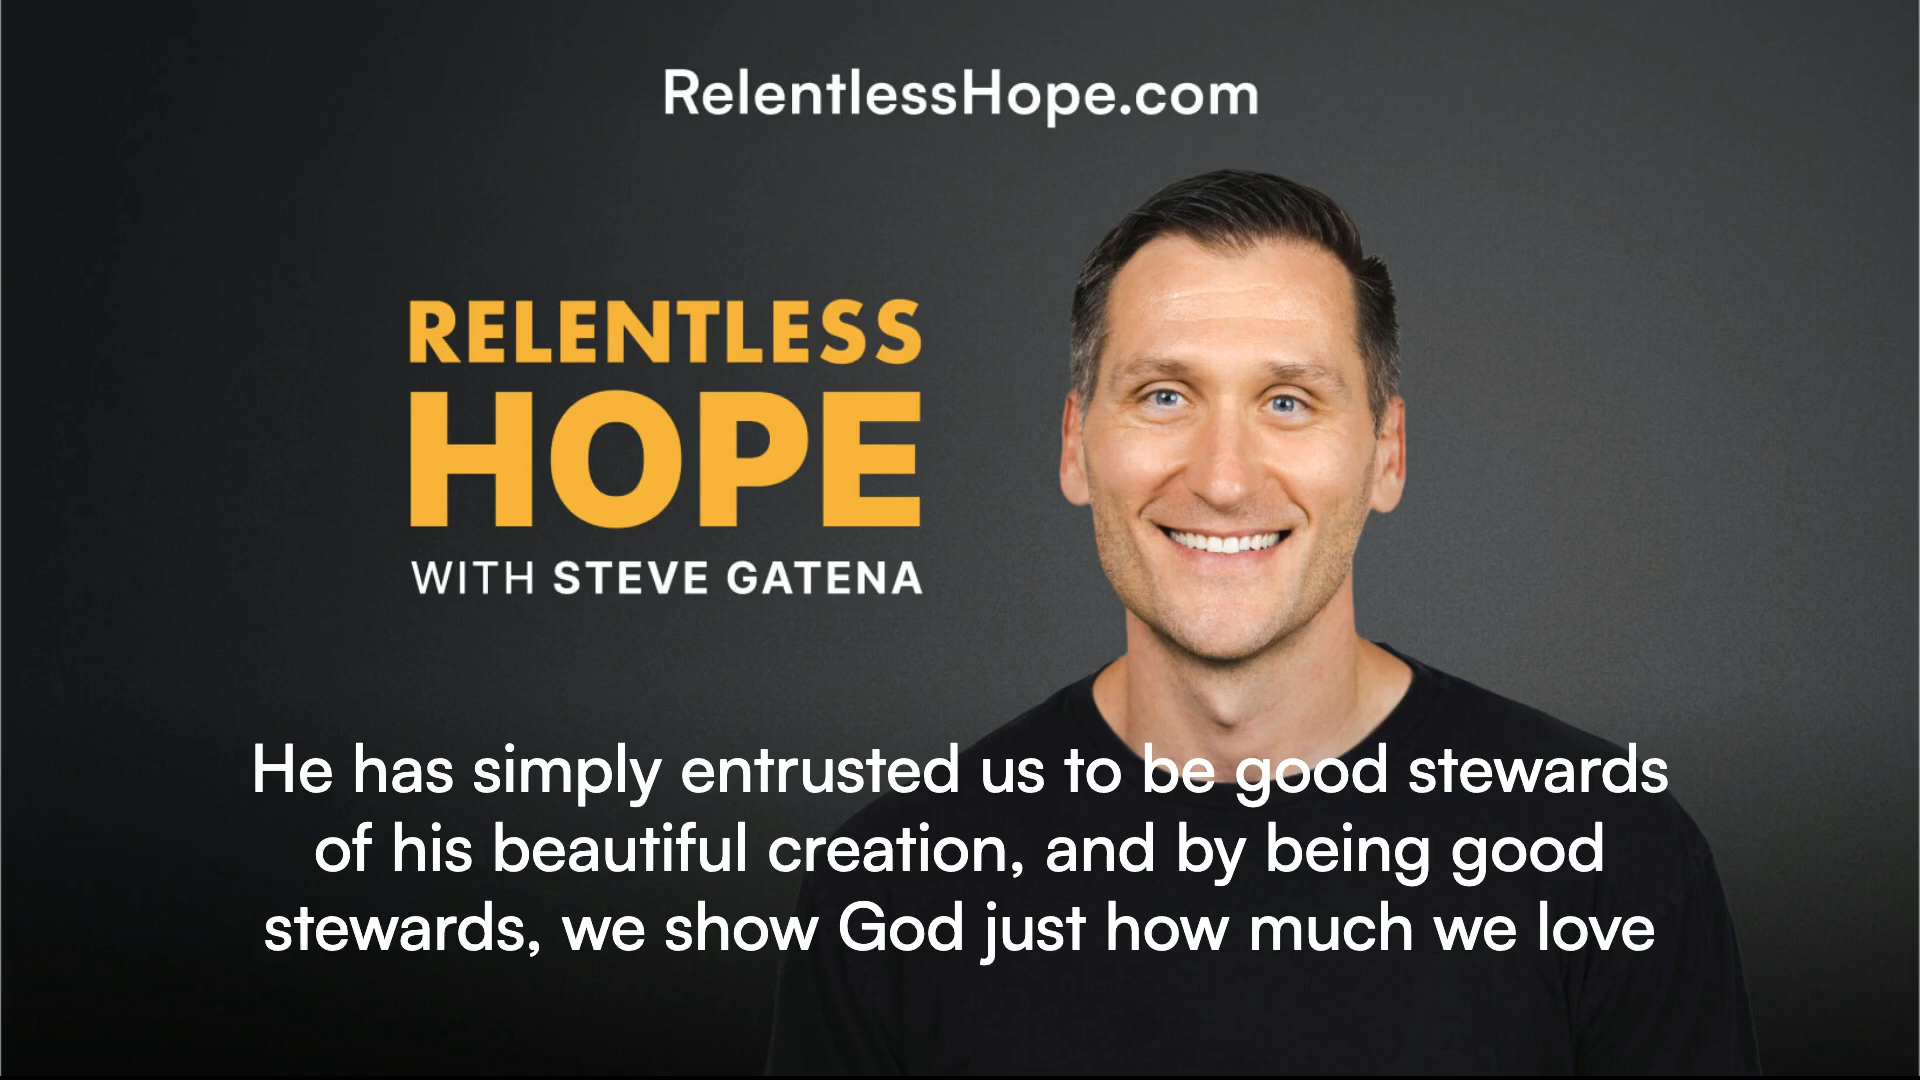 RelentlessHope.com
RELENTLESS
HOPE
WITH STEVE GATENA
He has simply entrusted us to be good stewards
of his beautiful creation, and by being good
stewards, we show God just how much we love